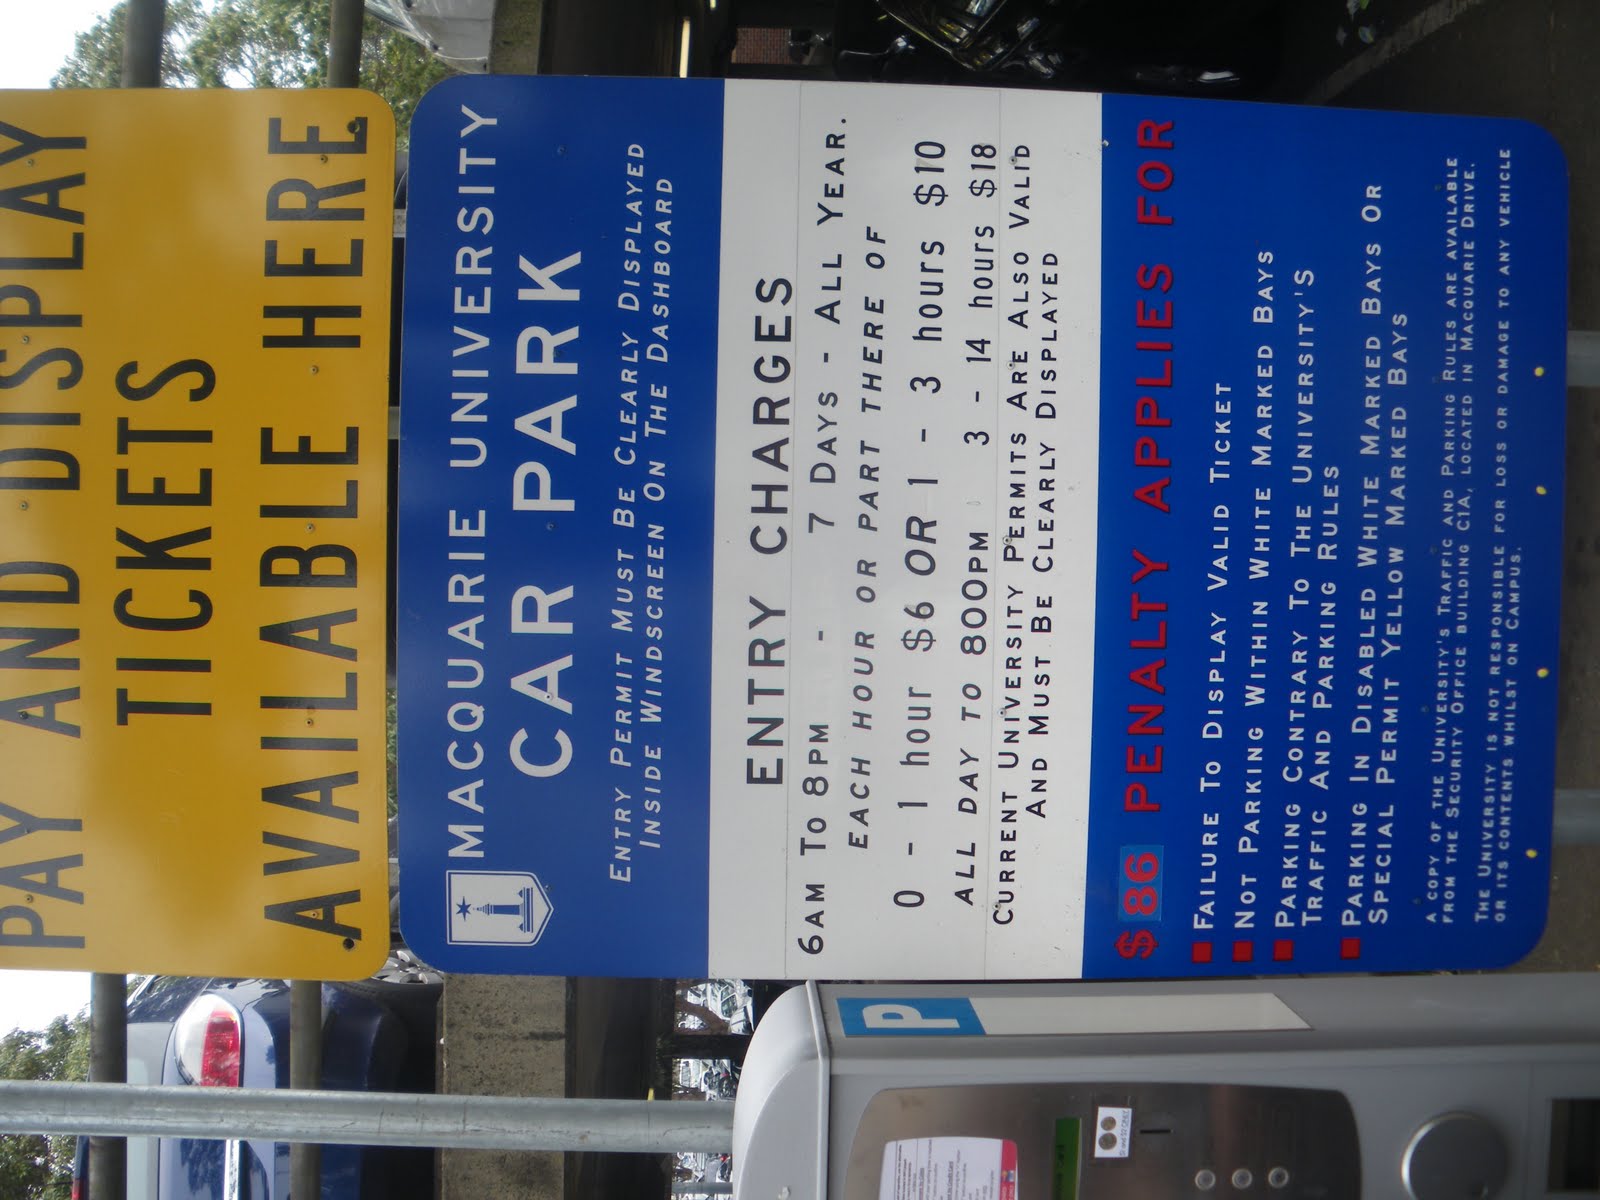 PAY AND DISPLAY
TICKETS
AVAILABLE HERE
MACQUARIE UNIVERSITY
CAR PARK
ENTRY PERMIT MUST BE CLEARLY DISPLAYED
INSIDE WINDSCREEN ON THE DASHBOARD
ENTRY CHARGES
6AM TO 8PM - 7 DAYS - ALL YEAR.
EACH HOUR OR PART THERE OF
0 - 1 hour $6 OR 1 - 3 hours $10
ALL DAY TO 800PM 3 - 14 hours $18
CURRENT UNIVERSITY PERMITS ARE ALSO VALID
AND MUST BE CLEARLY DISPLAYED
$86 PENALTY APPLIES FOR
FAILURE TO DISPLAY VALID TICKET
NOT PARKING WITHIN WHITE MARKED BAYS
PARKING CONTRARY TO THE UNIVERSITY'S
TRAFFIC AND PARKING RULES
PARKING IN DISABLED WHITE MARKED BAYS OR
SPECIAL PERMIT YELLOW MARKED BAYS
A COPY OF THE UNIVERSITY'S TRAFFIC AND PARKING RULES ARE AVAILABLE
FROM THE SECURITY OFFICE BUILDING C1A, LOCATED IN MACQUARIE DRIVE.
THE UNIVERSITY IS NOT RESPONSIBLE FOR LOSS OR DAMAGE TO ANY VEHICLE
OR ITS CONTENTS WHILST ON CAMPUS.
P